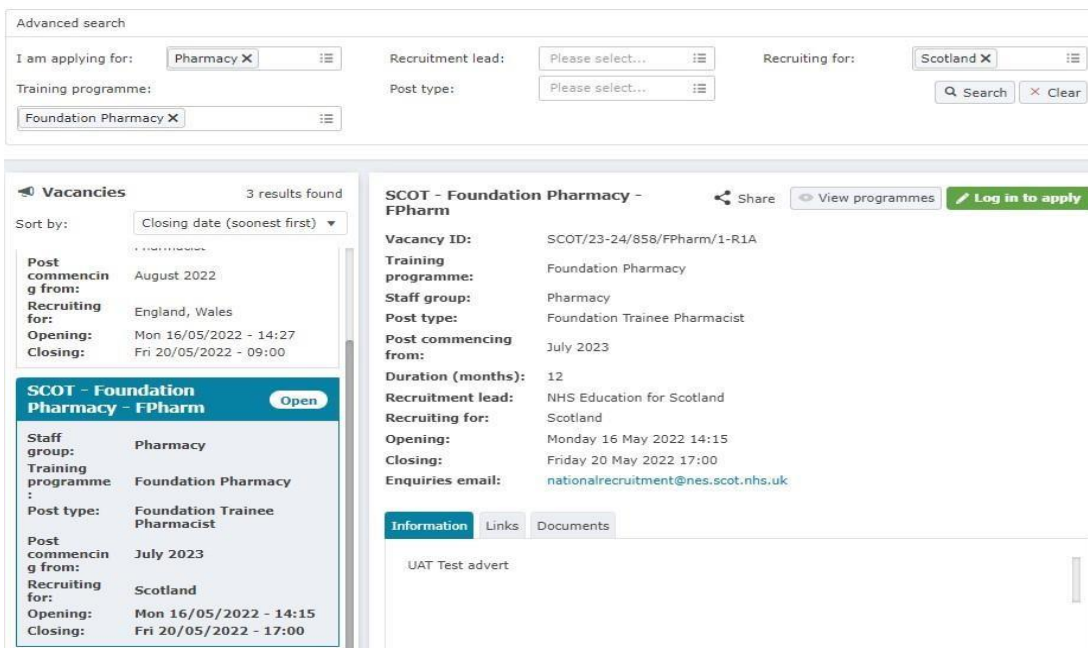 Advanced search
I am applying for: Pharmacy X Recruitment lead: Please select... Recruiting for: Scotland X
Training programme: Post type: Please select... Search X Clear
Foundation Pharmacy X
Vacancies 3 results found
Sort by: Closing date (soonest first)
Post
commencin
g from: August 2022
Recruiting
for: England, Wales
Opening: Mon 16/05/2022 - 14:27
Closing: Fri 20/05/2022 - 09:00
SCOT - Foundation
Pharmacy - FPharm Open
Staff
group: Pharmacy
Training
programme
: Foundation Pharmacy
Post type: Foundation Trainee
Pharmacist
Post
commencin
g from: July 2023
Recruiting
for: Scotland
Opening: Mon 16/05/2022 - 14:15
Closing: Fri 20/05/2022 - 17:00
SCOT - Foundation Pharmacy -
FPharm
Share View programmes Log in to apply
Vacancy ID: SCOT/23-24/858/FPharm/1-R1A
Training
programme: Foundation Pharmacy
Staff group: Pharmacy
Post type: Foundation Trainee Pharmacist
Post commencing
from: July 2023
Duration (months): 12
Recruitment lead: NHS Education for Scotland
Recruiting for: Scotland
Opening: Monday 16 May 2022 14:15
Closing: Friday 20 May 2022 17:00
Enquiries email: nationalrecruitment@nes.scot.nhs.uk
Information Links Documents
UAT Test advert